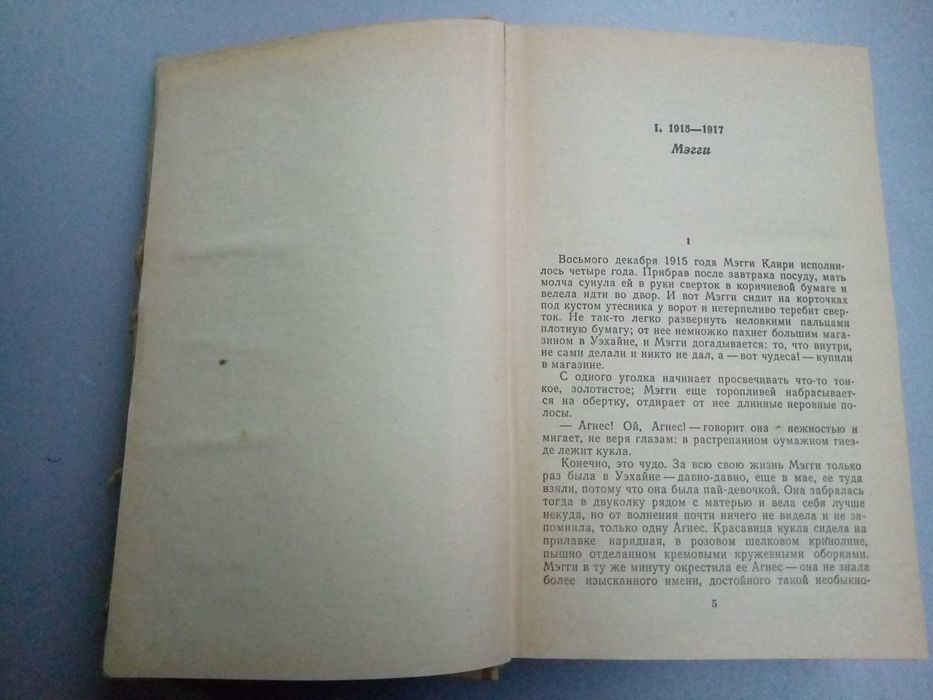 I. 1915—1917
Мэгги
1
Восьмого декабря 1915 года Мэгги Клири исполни-
лось четыре года. Прибрав после завтрака посуду, мать
молча сунула ей в руки сверток в коричневой бумаге и
велела идти во двор. И вот Мэгги сидит на корточках
под кустом утесника у ворот и нетерпеливо теребит свер-
ток. Не так-то легко развернуть неловкими пальцами
плотную бумагу; от нее немножко пахнет большим мага-
зином в Уэхайне, и Мэгги догадывается: то, что внутри,
не сами делали и никто не дал, а — вот чудеса! — купили
в магазине.
С одного уголка начинает просвечивать что-то тон-
кое, золотистое; Мэгги еще торопливей набрасывает-
ся на обертку, отдирает от нее длинные неровные по-
лосы.
— Агнес! Ой, Агнес! — говорит она с нежностью и
мигает, не веря глазам: в растрепанном бумажном гнез-
де лежит кукла.
Конечно, это чудо. За всю свою жизнь Мэгги только
раз была в Уэхайне — давно-давно, еще в мае, ее туда
взяли, потому что она была пай-девочкой. Она забралась
тогда в двуколку рядом с матерью и вела себя лучше
некуда, но от волнения почти ничего не видела и не за-
помнила, только одну Агнес. Красавица кукла сидела на
прилавке нарядная, в розовом шелковом кринолине,
пышно отделанном кремовыми кружевными оборками.
Мэгги в ту же минуту окрестила ее Агнес — она не знала
более изысканного имени, достойного такой необыкно-
5